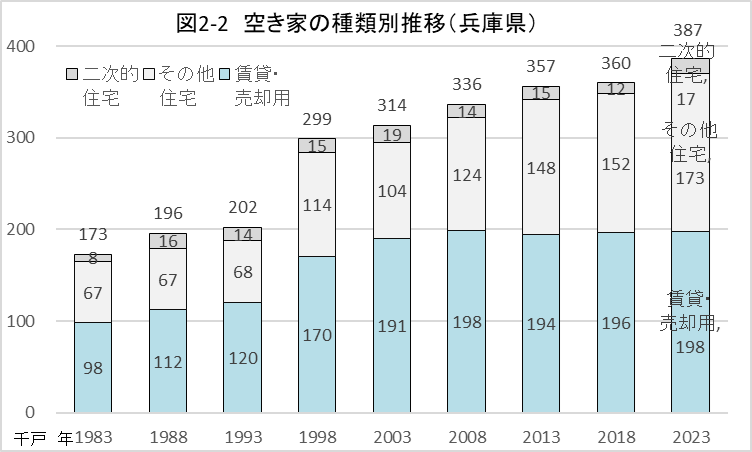 図2-2　空き家の種類別推移（兵庫県）
400
300
200
100
0
二次的
住宅
その他
住宅
賃貸・
売却用
173
8
67
98
196
16
67
112
202
14
68
120
299
15
114
170
314
19
104
191
336
14
124
198
357
15
148
194
360
12
152
196
387
二次的
住宅,
17
その他
住宅,
173
賃貸・
売却用,
198
千戸 年 1983 1988 1993 1998 2003 2008 2013 2018 2023